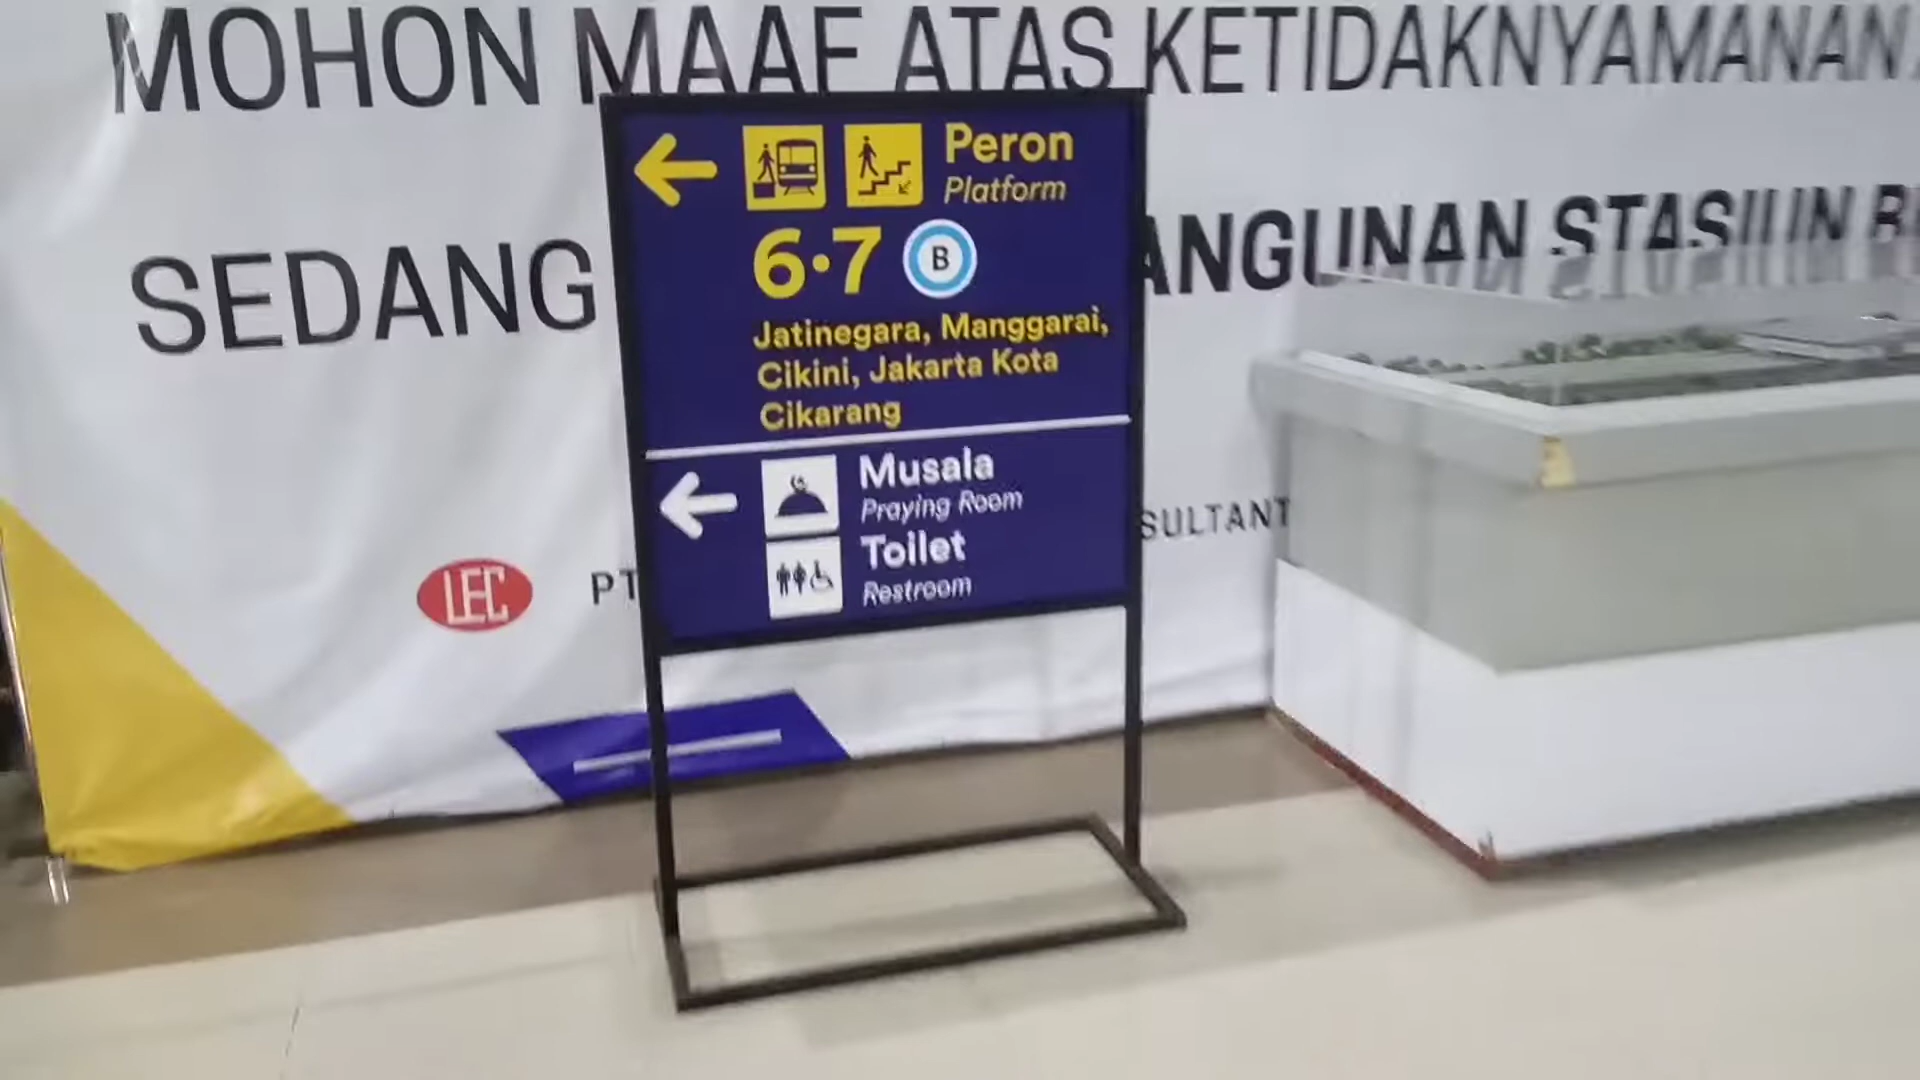 MOHON MAAF ATAS KETIDAKNYAMANAN
SEDANG ANGUNAN STASIUN
Peron
Platform
6·7 B
Jatinegara, Manggarai,
Cikini, Jakarta Kota
Cikarang
Musala
Praying Room
Toilet
Restroom
LEC PT SULTANT